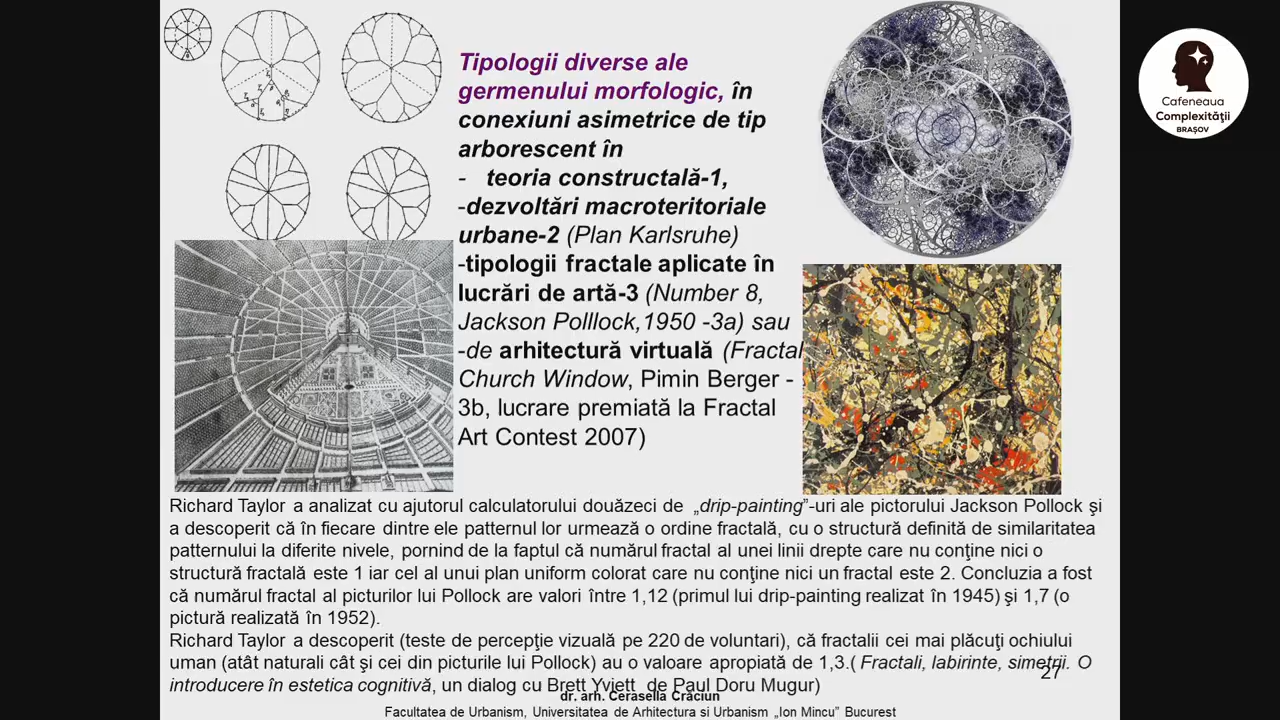 Tipologii diverse ale
germenului morfologic, în
conexiuni asimetrice de tip
arborescent în
- teoria constructală-1,
-dezvoltări macroteritoriale
urbane-2 (Plan Karlsruhe)
-tipologii fractale aplicate în
lucrări de artă-3 (Number 8,
Jackson Polllock,1950 -3a) sau
-de arhitectură virtuală (Fractal
Church Window, Pimin Berger -
3b, lucrare premiată la Fractal
Art Contest 2007)
Cafeneaua
Complexităţii
BRAȘOV
Richard Taylor a analizat cu ajutorul calculatorului douăzeci de „drip-painting”-uri ale pictorului Jackson Pollock şi
a descoperit că în fiecare dintre ele patternul lor urmează o ordine fractală, cu o structură definită de similaritatea
patternului la diferite nivele, pornind de la faptul că numărul fractal al unei linii drepte care nu conţine nici o
structură fractală este 1 iar cel al unui plan uniform colorat care nu conţine nici un fractal este 2. Concluzia a fost
că numărul fractal al picturilor lui Pollock are valori între 1,12 (primul lui drip-painting realizat în 1945) şi 1,7 (o
pictură realizată în 1952).
Richard Taylor a descoperit (teste de percepţie vizuală pe 220 de voluntari), că fractalii cei mai plăcuţi ochiului
uman (atât naturali cât şi cei din picturile lui Pollock) au o valoare apropiată de 1,3.( Fractali, labirinte, simetrii. O
introducere în estetica cognitivă, un dialog cu Brett Yviett de Paul Doru Mugur)
27
dr. arh. Cerasella Crăciun
Facultatea de Urbanism, Universitatea de Arhitectura si Urbanism „Ion Mincu” Bucurest